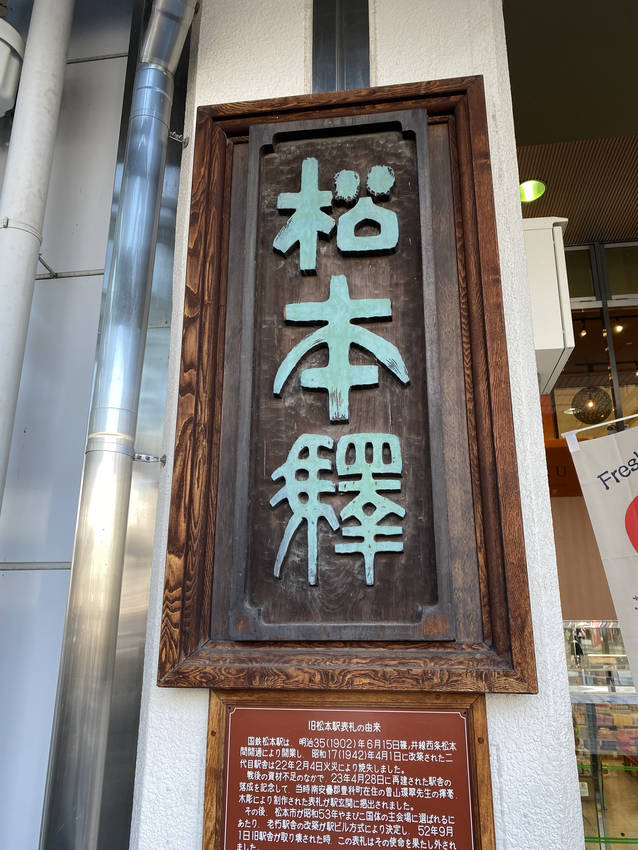 松
本
驛
旧松本駅表札の由来
国鉄松本駅は、明治35(1902)年6月15日篠ノ井線西条松本
間開通により開業し、昭和17(1942)年4月1日に改築された二
代目駅舎は22年2月4日火災により焼失しました。
戦後の資材不足のなかで、23年4月28日に再建された駅舎の
落成を記念して、当時南安曇郡豊科町在住の曽山環翠先生の揮毫
木彫により制作された表札が駅玄関に掲出されました。
その後、松本市が昭和53年やまびこ国体の主会場に選ばれるに
あたり、老朽駅舎の改築が駅ビル方式により決定し、52年9月
1日旧駅舎が取り壊された時、この表札はその使命を果たし外され
ました。
Fresh